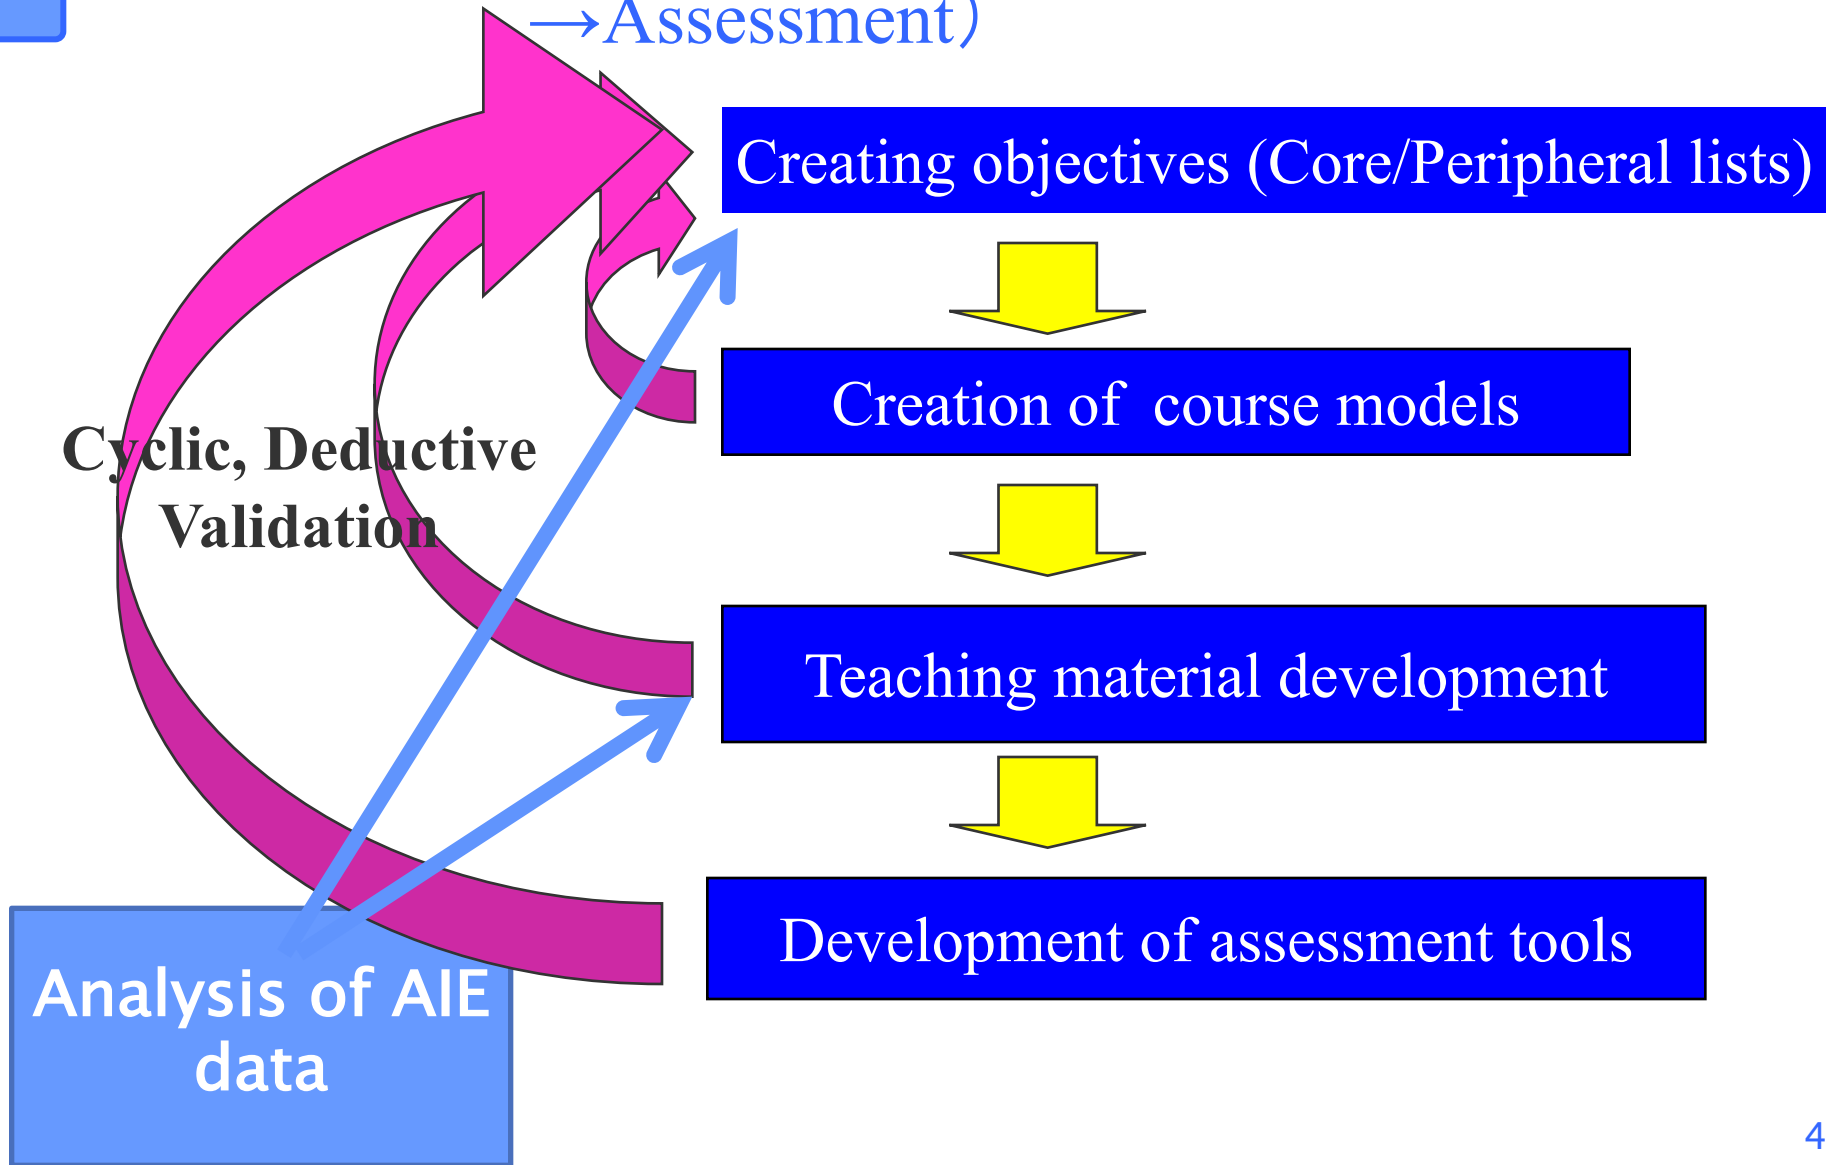 →Assessment）
Creating objectives (Core/Peripheral lists)
Creation of  course models
Cyclic, Deductive
Validation
Teaching material development
Development of assessment tools
Analysis of AIE
data
4